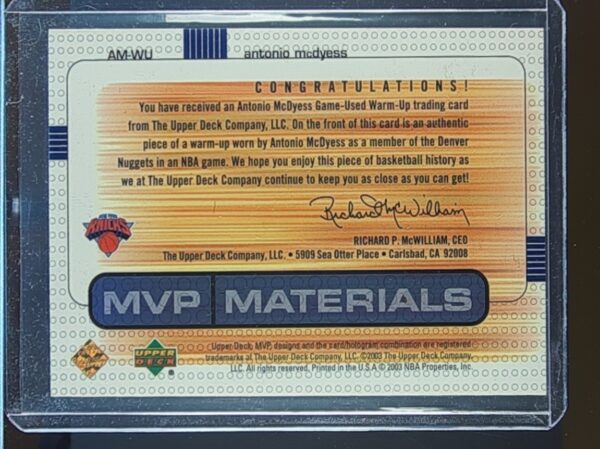 AM-WU antonio mcdyess
CONGRATULATIONS!
You have received an Antonio McDyess Game-Used Warm-Up trading card
from The Upper Deck Company, LLC. On the front of this card is an authentic
piece of a warm-up worn by Antonio McDyess as a member of the Denver
Nuggets in an NBA game. We hope you enjoy this piece of basketball history as
we at The Upper Deck Company continue to keep you as close as you can get!
Richard McWilliam
KNICKS
RICHARD P. McWILLIAM, CEO
The Upper Deck Company, LLC. • 5909 Sea Otter Place • Carlsbad, CA 92008
MVP MATERIALS
UPPER
DECK
Upper Deck, MVP, designs and the card/hologram combination are registered
trademarks of The Upper Deck Company, LLC. ©2003 The Upper Deck Company,
LLC. All rights reserved. Printed in the U.S.A © 2003 NBA Properties, Inc.